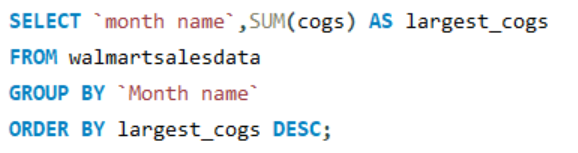 SELECT `month name`,SUM(cogs) AS largest_cogs
FROM walmartsalesdata
GROUP BY `Month name`
ORDER BY largest_cogs DESC;